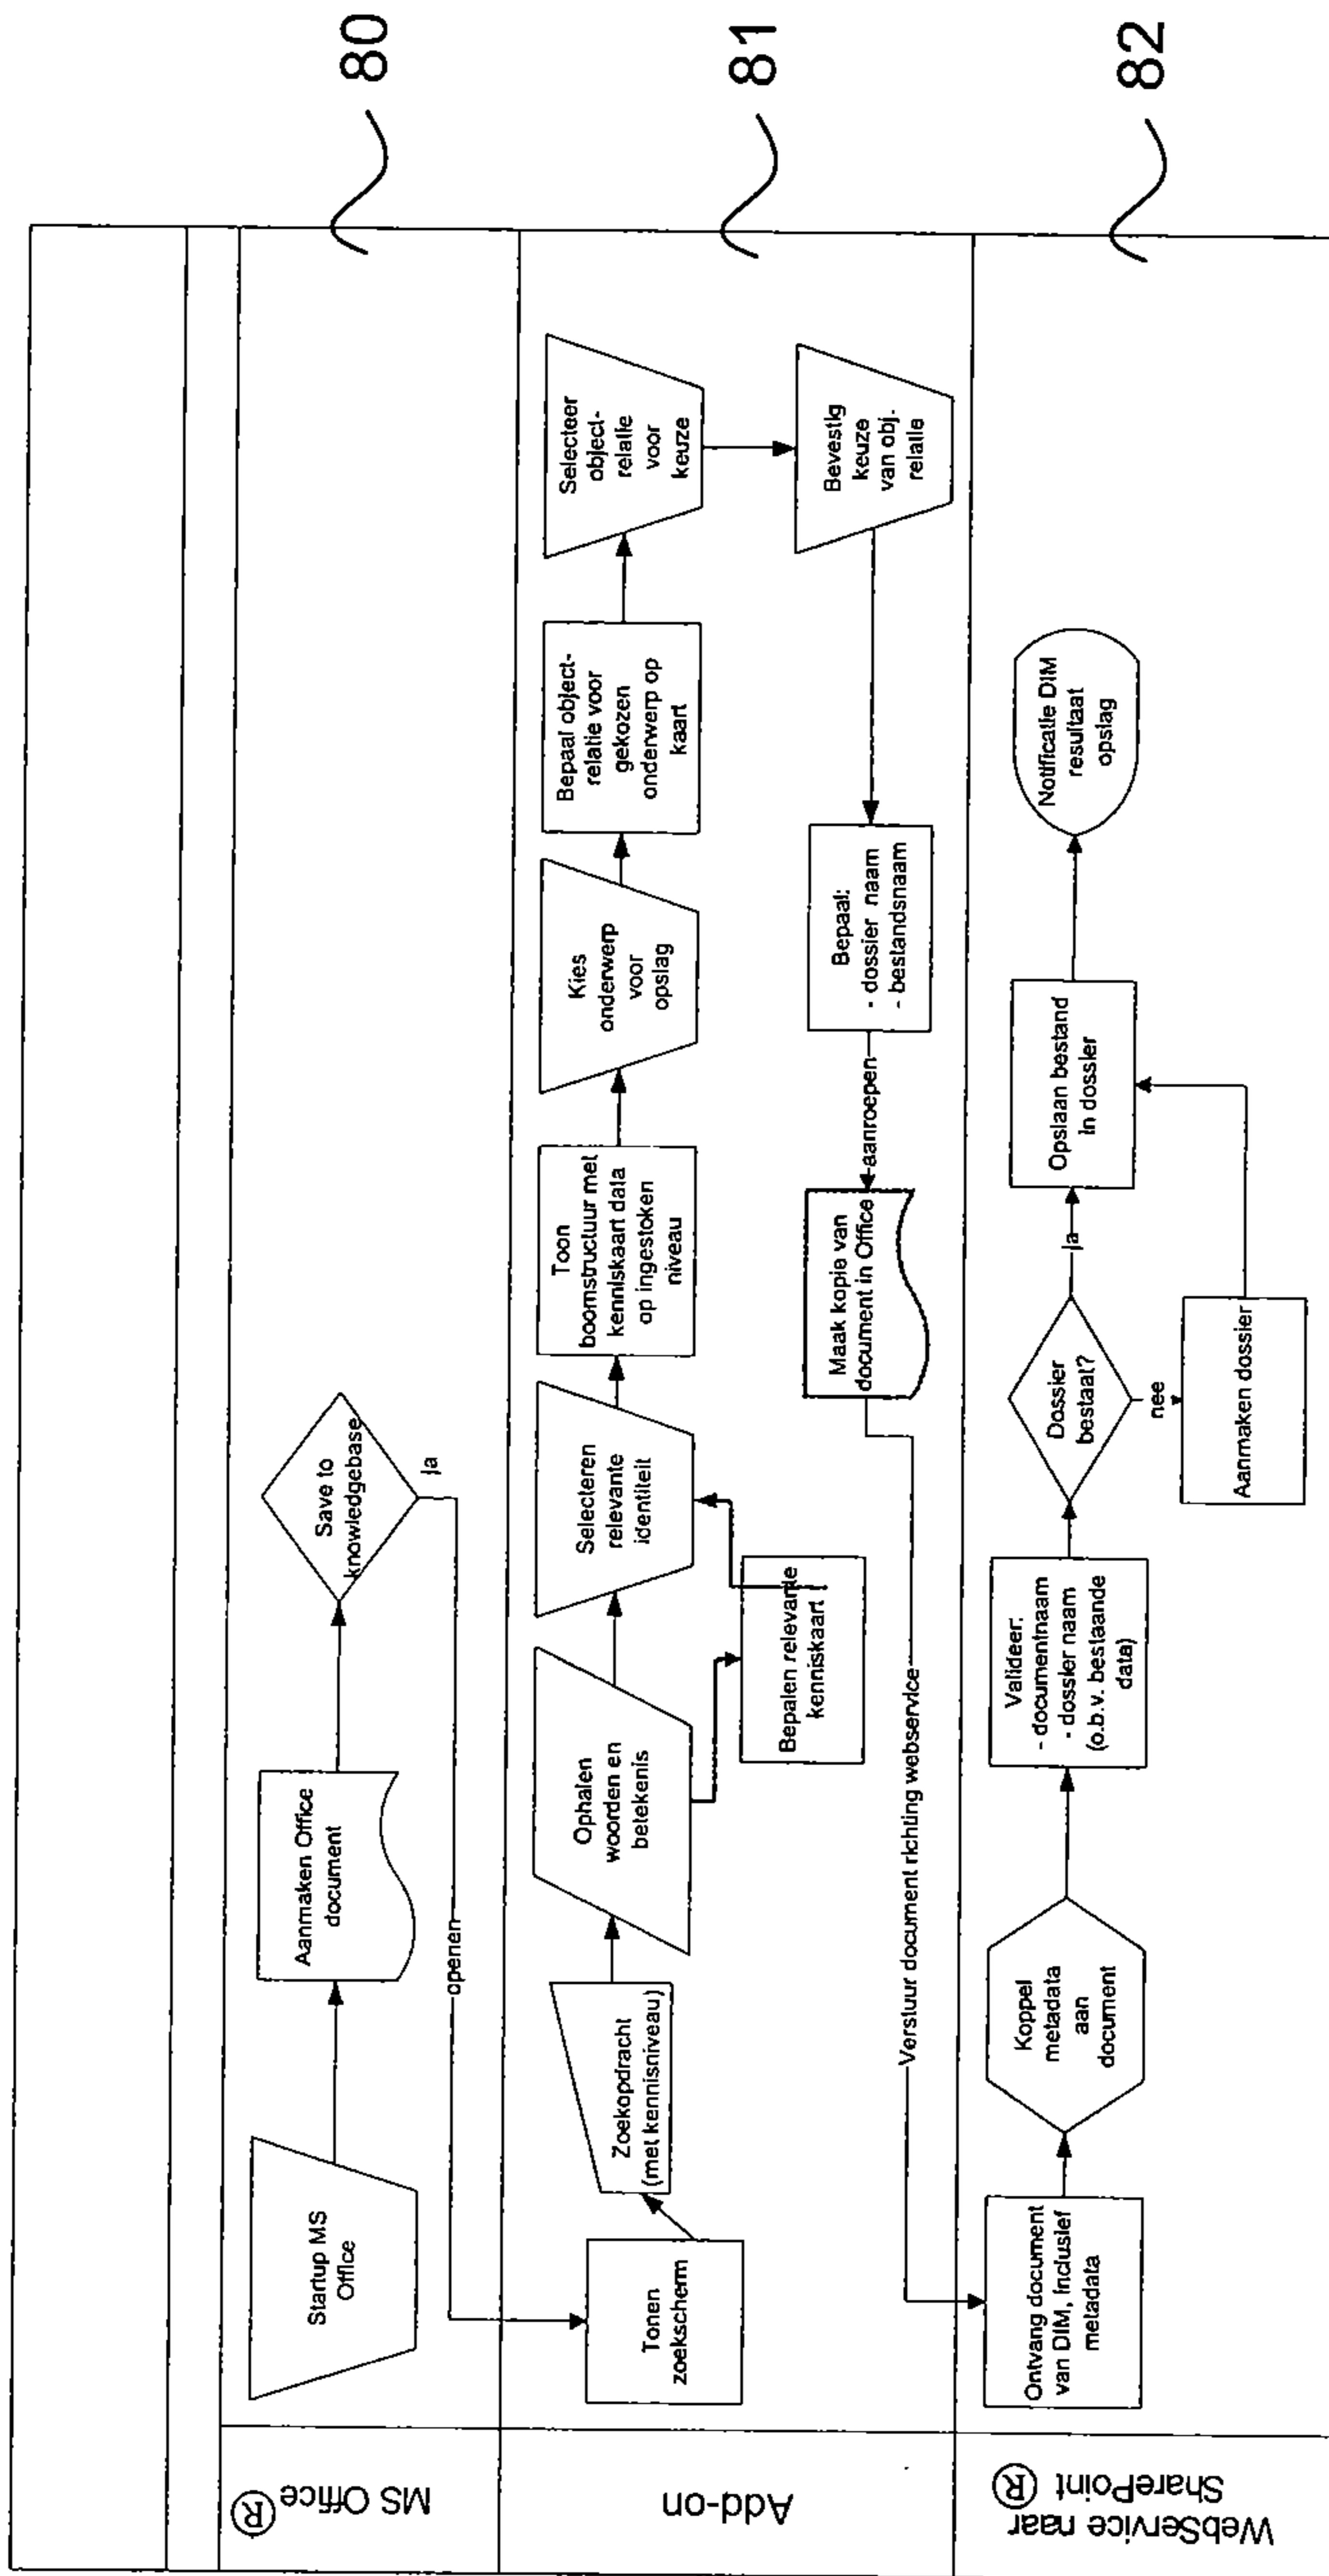 MS Office ®
Startup MS
Office
Aanmaken Office
document
Save to
knowledgebase
ja
openen
80
Add-on
Tonen
zoekscherm
Zoekopdracht
(met kennisniveau)
Ophalen
woorden en
betekenis
Bepalen relevante
kenniskaart
Selecteren
relevante
identiteit
Toon
boomstructuur met
kenniskaart data
op ingestoken
niveau
Kies
onderwerp
voor
opslag
Bepaal object-
relatie voor
gekozen
onderwerp op
kaart
Selecteer
object-
relatie
voor
keuze
Bevestig
keuze
van obj.
relatie
Bepaal:
- dossier naam
- bestandsnaam
aanroepen
Maak kopie van
document in Office
Verstuur document richting webservice
81
WebService naar
SharePoint ®
Ontvang document
van DIM, Inclusief
metadata
Koppel
metadata
aan
document
Valideer:
- documentnaam
- dossier naam
(o.b.v. bestaande
data)
Dossier
bestaat?
ja
nee
Aanmaken dossier
Opslaan bestand
in dossier
Notificatie DIM
resultaat
opslag
82